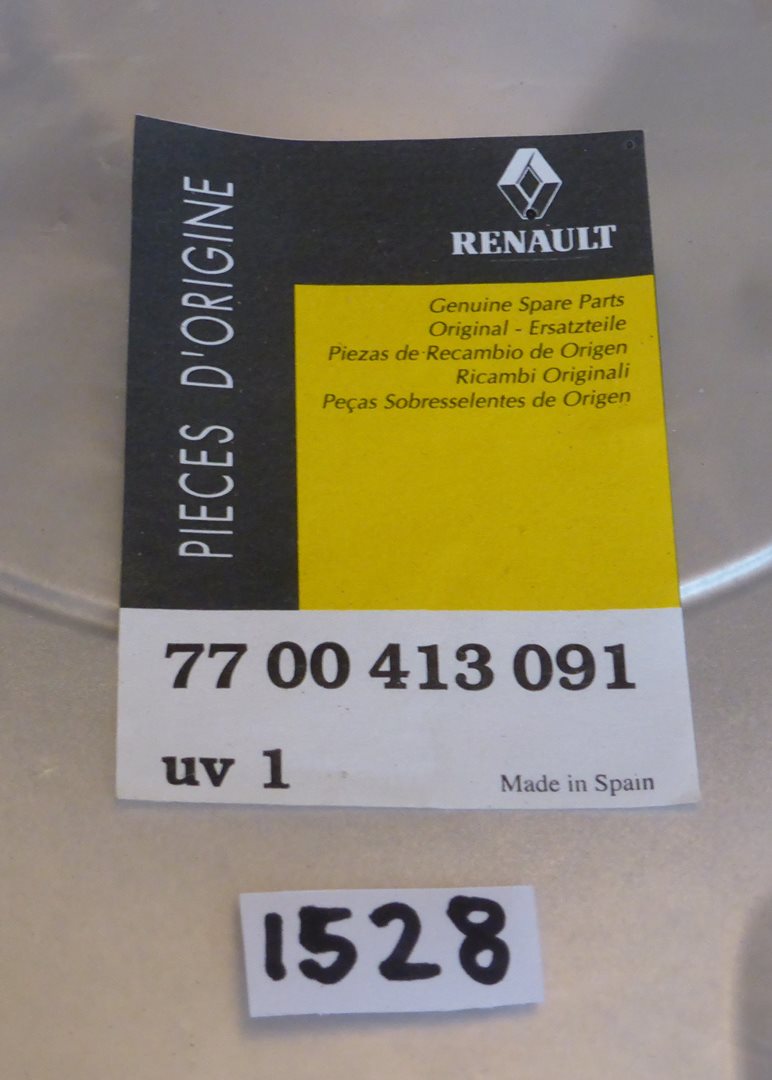 PIECES D'ORIGINE
RENAULT
Genuine Spare Parts
Original - Ersatzteile
Piezas de Recambio de Origen
Ricambi Originali
Peças Sobresselentes de Origen
77 00 413 091
uv 1
Made in Spain
1528